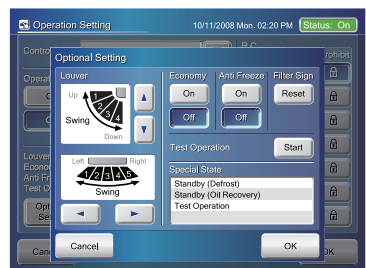 Operation Setting
10/11/2008 Mon. 02:20 PM
Status: On
Optional Setting
Louver
Up
1
2
3
4
Swing
Down
Left
Right
1 2 3 4 5
Swing
Economy
Anti Freeze
Filter Sign
On
On
Reset
Off
Off
Test Operation
Start
Special State
Standby (Defrost)
Standby (Oil Recovery)
Test Operation
Cancel
OK